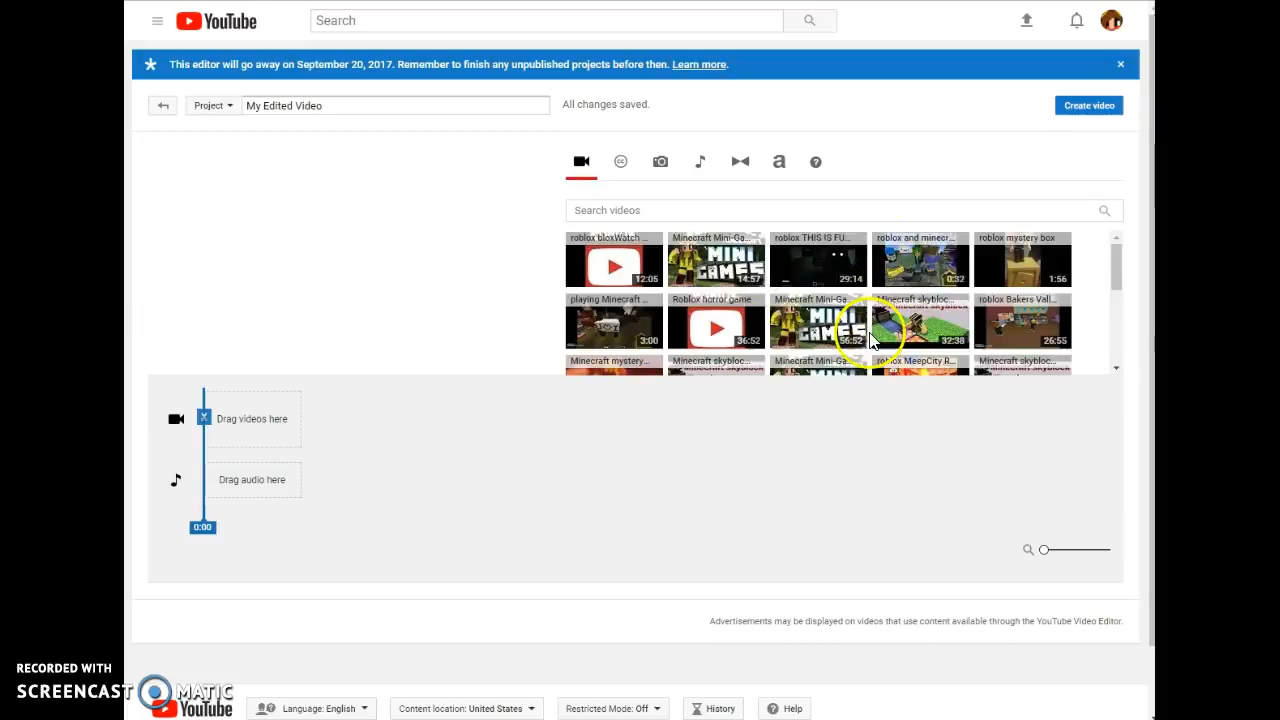 YouTube
Search
This editor will go away on September 20, 2017. Remember to finish any unpublished projects before then. Learn more.
Project
My Edited Video
All changes saved.
Create video
Search videos
roblox bloxWatch ...
Minecraft Mini-Ga...
roblox THIS IS FU...
roblox and minecr...
roblox mystery box
MINI
GAMES
12:05
14:57
29:14
0:32
1:56
playing Minecraft ...
Roblox horror game
Minecraft Mini-Ga...
Minecraft skybloc...
roblox Bakers Vall...
MINI
GAMES
3:00
36:52
56:52
32:38
26:55
Minecraft mystery...
Minecraft skybloc...
Minecraft Mini-Ga...
roblox MeepCity R...
Minecraft skybloc...
Drag videos here
Drag audio here
0:00
Advertisements may be displayed on videos that use content available through the YouTube Video Editor.
RECORDED WITH
SCREENCAST MATIC
YouTube
Language: English
Content location: United States
Restricted Mode: Off
History
Help